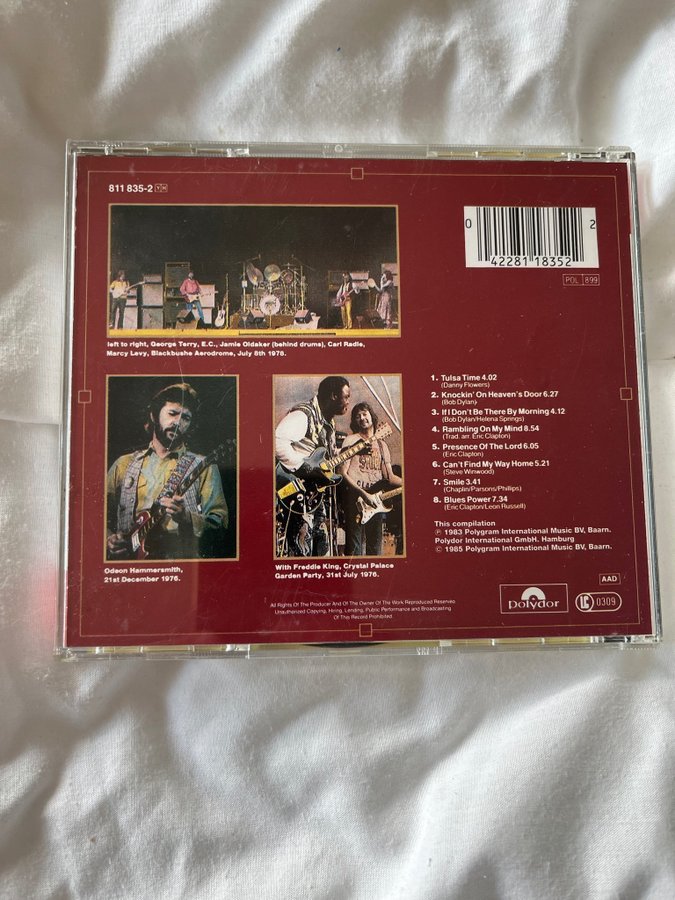 811 835-2 Y H
0
2
42281 18352
POL 899
left to right, George Terry, E.C., Jamie Oldaker (behind drums), Carl Radle,
Marcy Levy, Blackbushe Aerodrome, July 8th 1978.
Odeon Hammersmith,
21st December 1976.
With Freddie King, Crystal Palace
Garden Party, 31st July 1976.
1. Tulsa Time 4.02
(Danny Flowers)
2. Knockin' On Heaven's Door 6.27
(Bob Dylan)
3. If I Don't Be There By Morning 4.12
(Bob Dylan/Helena Springs)
4. Rambling On My Mind 8.54
(Trad. arr. Eric Clapton)
5. Presence Of The Lord 6.05
(Eric Clapton)
6. Can't Find My Way Home 5.21
(Steve Winwood)
7. Smile 3.41
(Chaplin/Parsons/Phillips)
8. Blues Power 7.34
(Eric Clapton/Leon Russell)
This compilation
℗ 1983 Polygram International Music BV, Baarn.
Polydor International GmbH. Hamburg
© 1985 Polygram International Music BV, Baarn.
All Rights Of The Producer And Of The Owner Of The Work Reproduced Reserved
Unauthorized Copying, Hiring, Lending, Public Performance and Broadcasting
Of This Record Prohibited
polydor
AAD
LC 0309